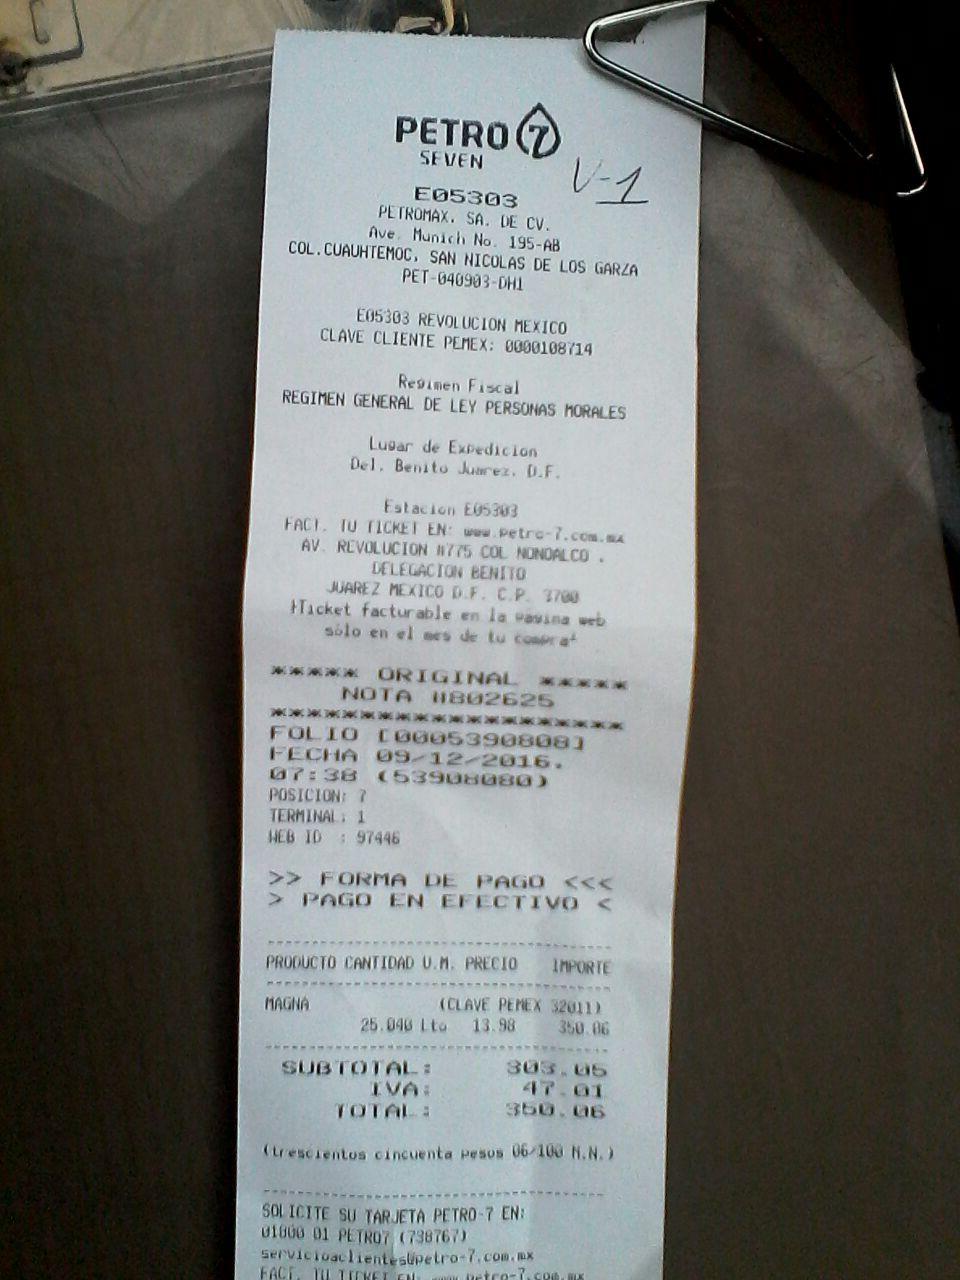 PETRO 7
SEVEN
V-1
E05303
PETROMAX. SA. DE CV.
Ave. Munich No. 195-AB
COL.CUAUHTEMOC, SAN NICOLAS DE LOS GARZA
PET-040903-DH1
E05303 REVOLUCION MEXICO
CLAVE CLIENTE PEMEX: 0000108714
Regimen Fiscal
REGIMEN GENERAL DE LEY PERSONAS MORALES
Lugar de Expedicion
Del. Benito Juarez, D.F.
Estacion E05303
FACT. TU TICKET EN: www.petro-7.com.mx
AV. REVOLUCION #775 COL NONOALCO .
DELEGACION BENITO
JUAREZ MEXICO D.F. C.P. 3700
Ticket facturable en la pagina web
sólo en el mes de tu compra
***** ORIGINAL *****
NOTA #802625
********************
FOLIO [0005390808]
FECHA 09/12/2016.
07:38 (53908080)
POSICION: 7
TERMINAL: 1
WEB ID : 97446
>> FORMA DE PAGO <<<
> PAGO EN EFECTIVO <
PRODUCTO CANTIDAD U.M. PRECIO IMPORTE
MAGNA (CLAVE PEMEX 32011)
25.040 Lto 13.98 350.06
SUBTOTAL: 303.05
IVA: 47.01
TOTAL: 350.06
(trescientos cincuenta pesos 06/100 N.N.)
SOLICITE SU TARJETA PETRO-7 EN:
01800 01 PETRO7 (738767)
servicioaclientes@petro-7.com.mx
FACT. TU TICKET EN: www.petro-7.com.mx